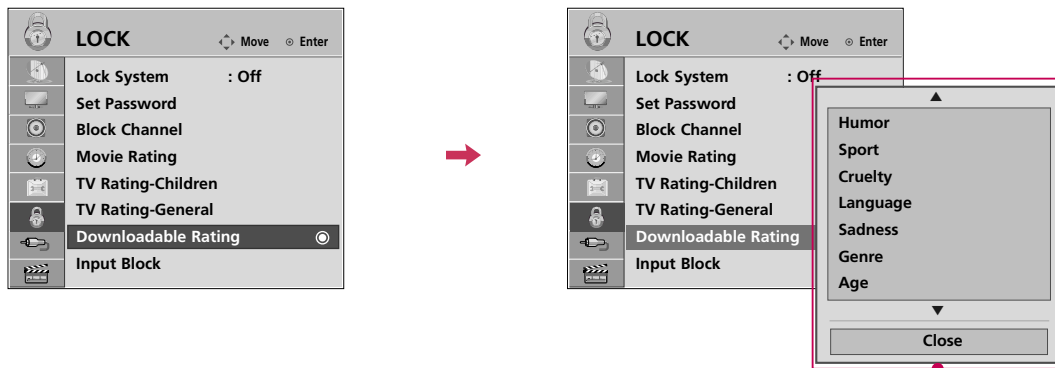 LOCK Move Enter
Lock System : Off
Set Password
Block Channel
Movie Rating
TV Rating-Children
TV Rating-General
Downloadable Rating
Input Block
LOCK Move Enter
Lock System : Off
Set Password
Block Channel
Movie Rating
TV Rating-Children
TV Rating-General
Downloadable Rating
Input Block
Humor
Sport
Cruelty
Language
Sadness
Genre
Age
Close